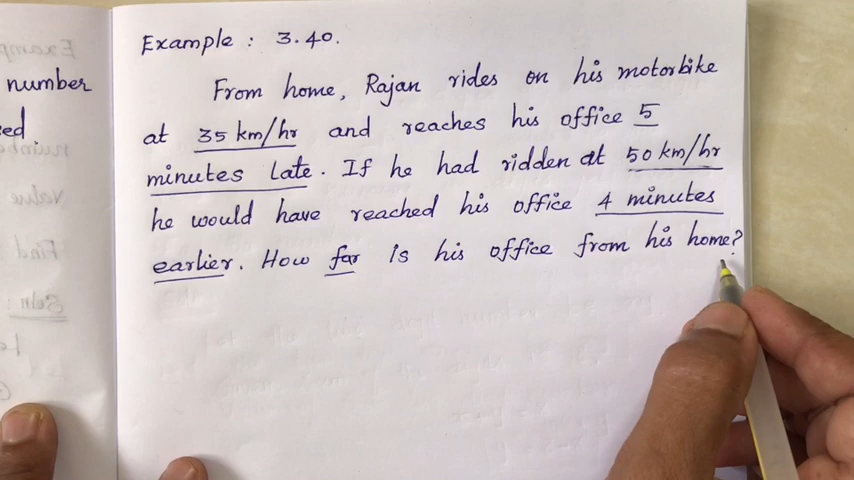 number
ed
Example : 3.40.
From home, Rajan rides on his motorbike
at 35 km/hr and reaches his office 5
minutes late. If he had ridden at 50 km/hr
he would have reached his office 4 minutes
earlier. How far is his office from his home?